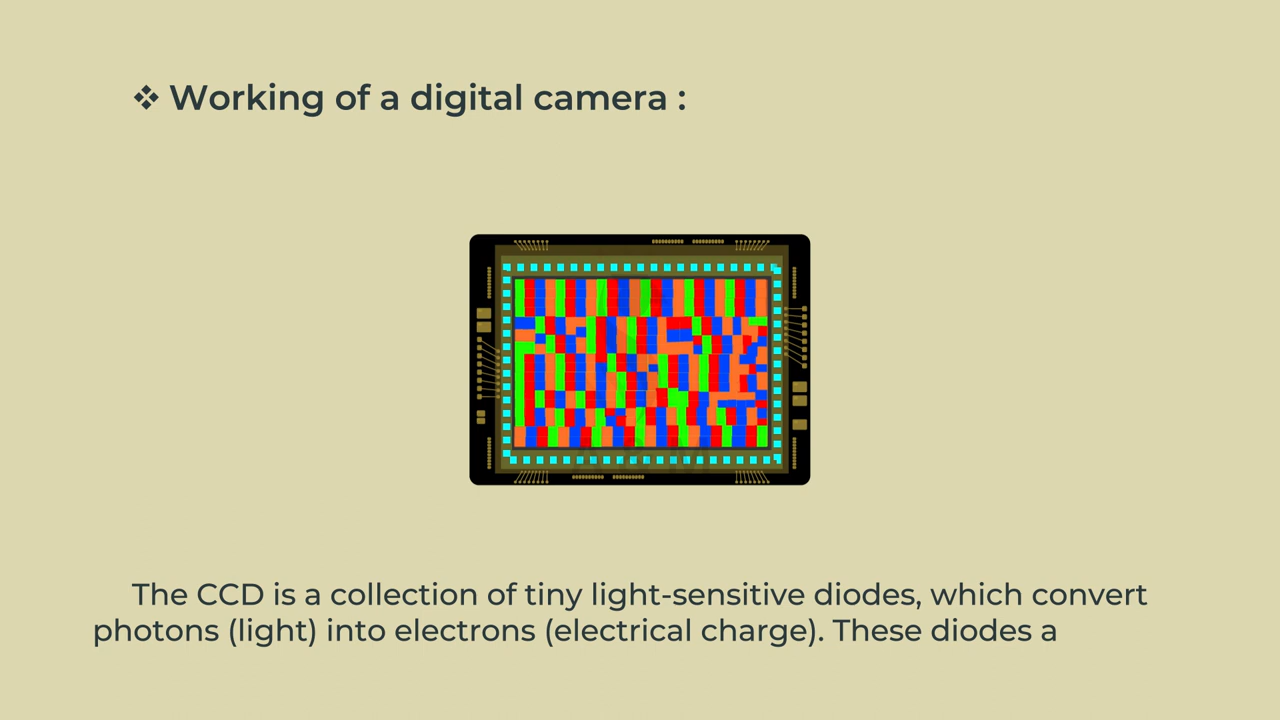 ❖ Working of a digital camera :
The CCD is a collection of tiny light-sensitive diodes, which convert
photons (light) into electrons (electrical charge). These diodes a